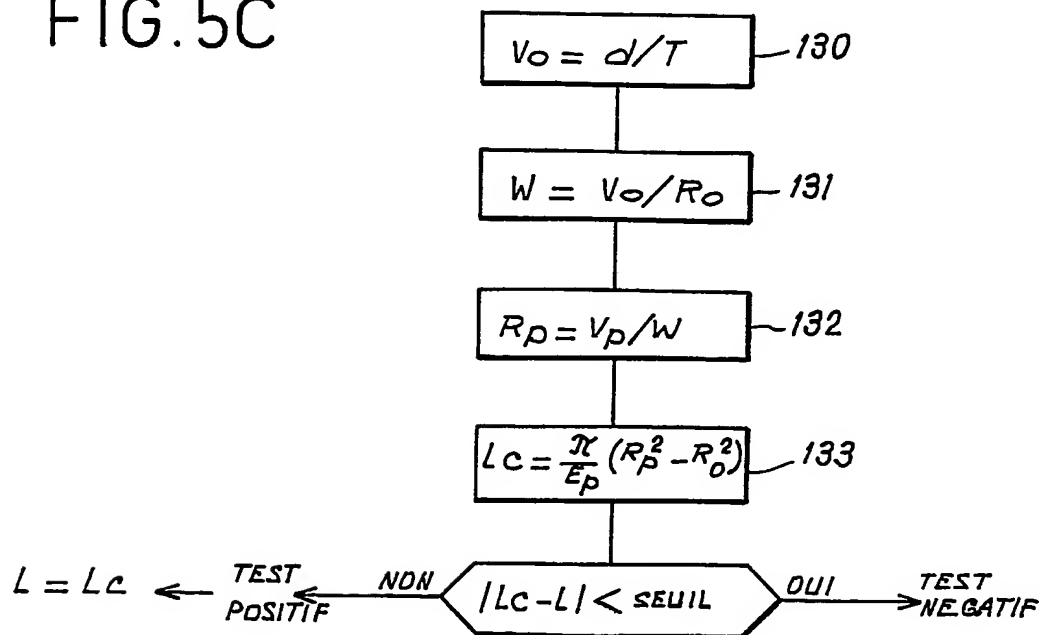 FIG. 5C
Vo = d/T
130
W = Vo/Ro
131
Rp = Vp/W
132
Lc = π/Ep (Rp² - Ro²)
133
L = Lc
TEST POSITIF
NON
|Lc-L| < SEUIL
OUI
TEST NEGATIF